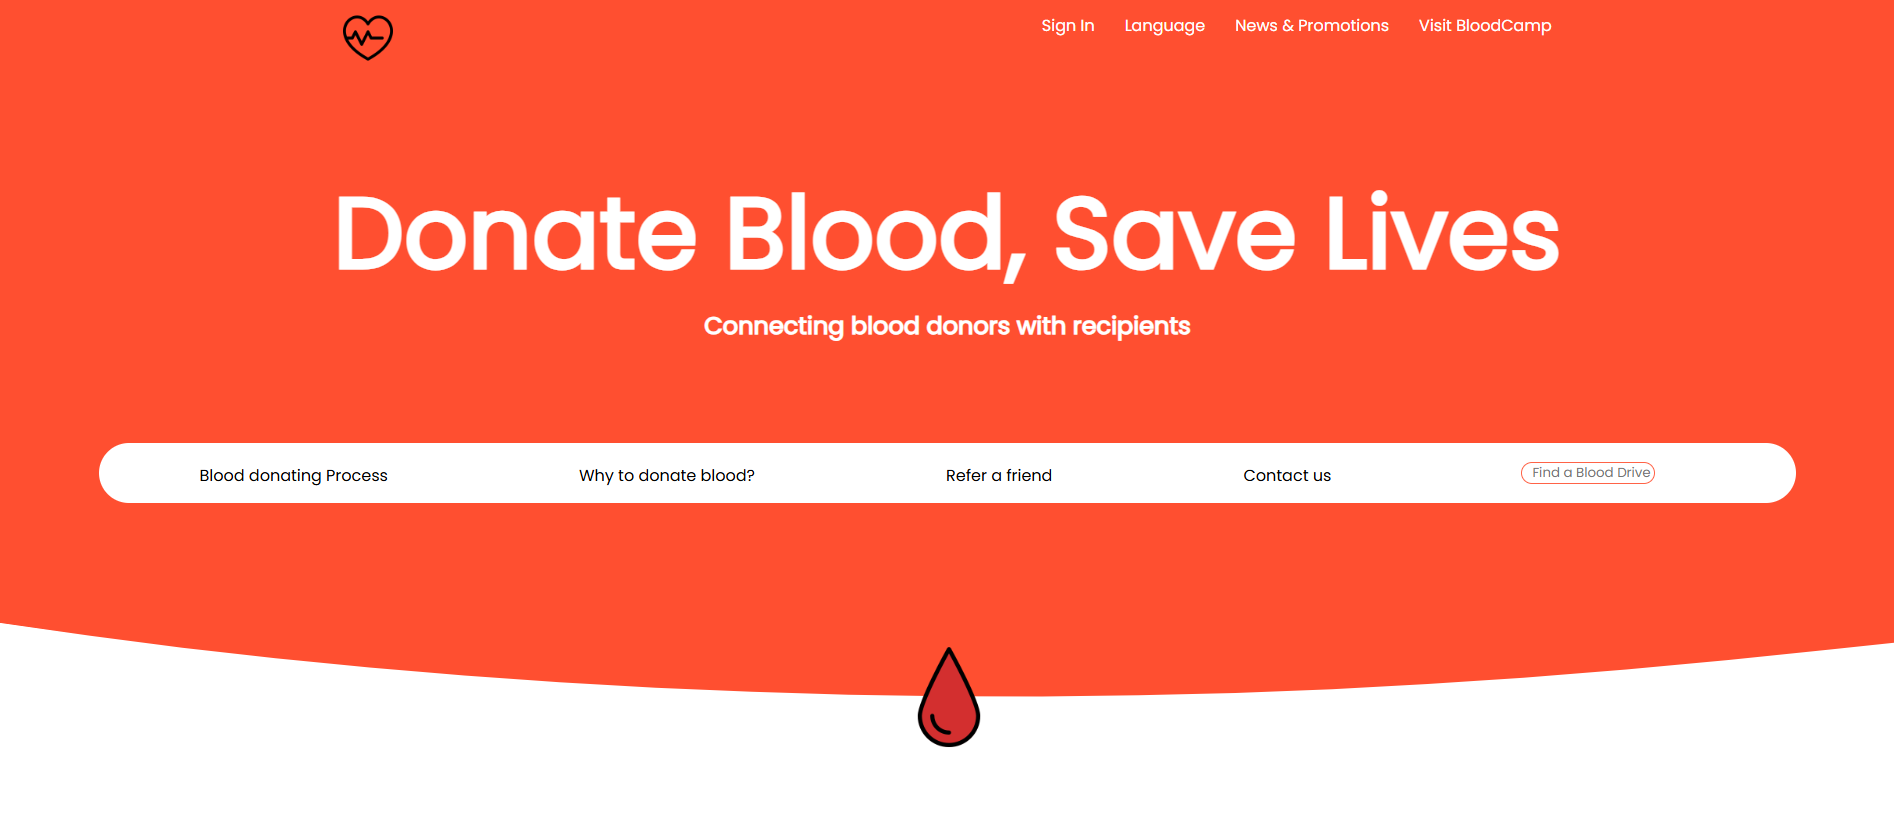 Sign In Language News & Promotions Visit BloodCamp
Donate Blood, Save Lives
Connecting blood donors with recipients
Blood donating Process Why to donate blood? Refer a friend Contact us Find a Blood Drive